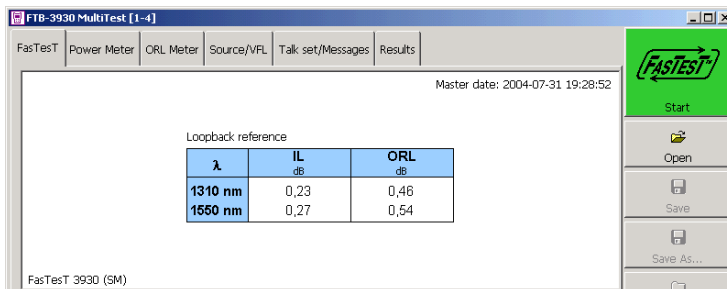 FTB-3930 MultiTest [1-4]
FasTesT Power Meter ORL Meter Source/VFL Talk set/Messages Results
Master date: 2004-07-31 19:28:52
FasTesT™
Start
Open
Save
Save As...
Loopback reference
λ IL dB ORL dB
1310 nm 0,23 0,46
1550 nm 0,27 0,54
FasTesT 3930 (SM)